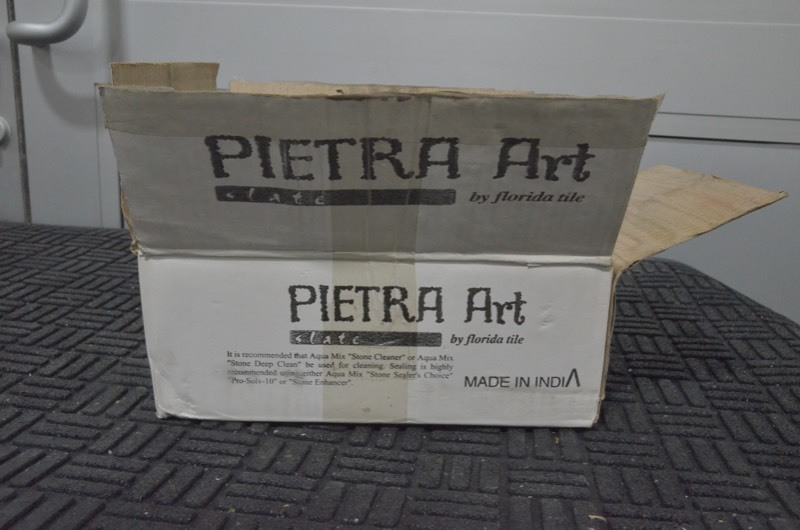 PIETRA Art
slate by florida tile
PIETRA Art
slate by florida tile
It is recommended that Aqua Mix "Stone Cleaner" or Aqua Mix
"Stone Deep Clean" be used for cleaning. Sealing is highly
recommended using either Aqua Mix "Stone Sealer's Choice"
"Pro-Solv-10" or "Stone Enhancer".
MADE IN INDIA